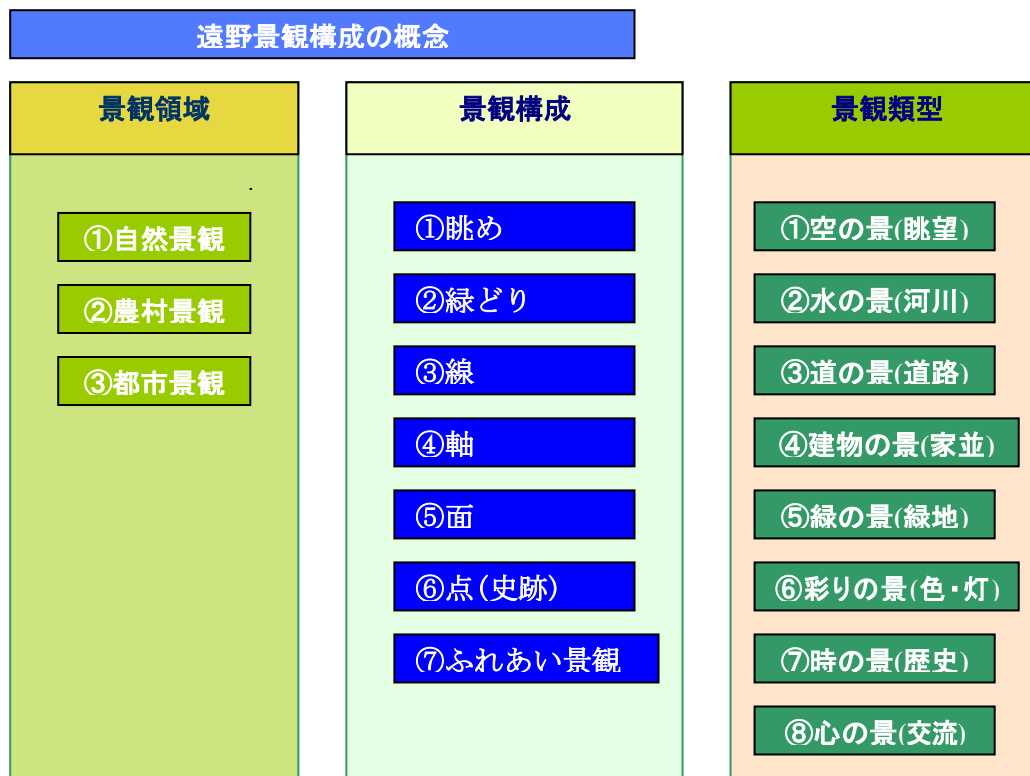 遠野景観構成の概念
景観領域
①自然景観
②農村景観
③都市景観
景観構成
①眺め
②緑どり
③線
④軸
⑤面
⑥点(史跡)
⑦ふれあい景観
景観類型
①空の景(眺望)
②水の景(河川)
③道の景(道路)
④建物の景(家並)
⑤緑の景(緑地)
⑥彩りの景(色・灯)
⑦時の景(歴史)
⑧心の景(交流)